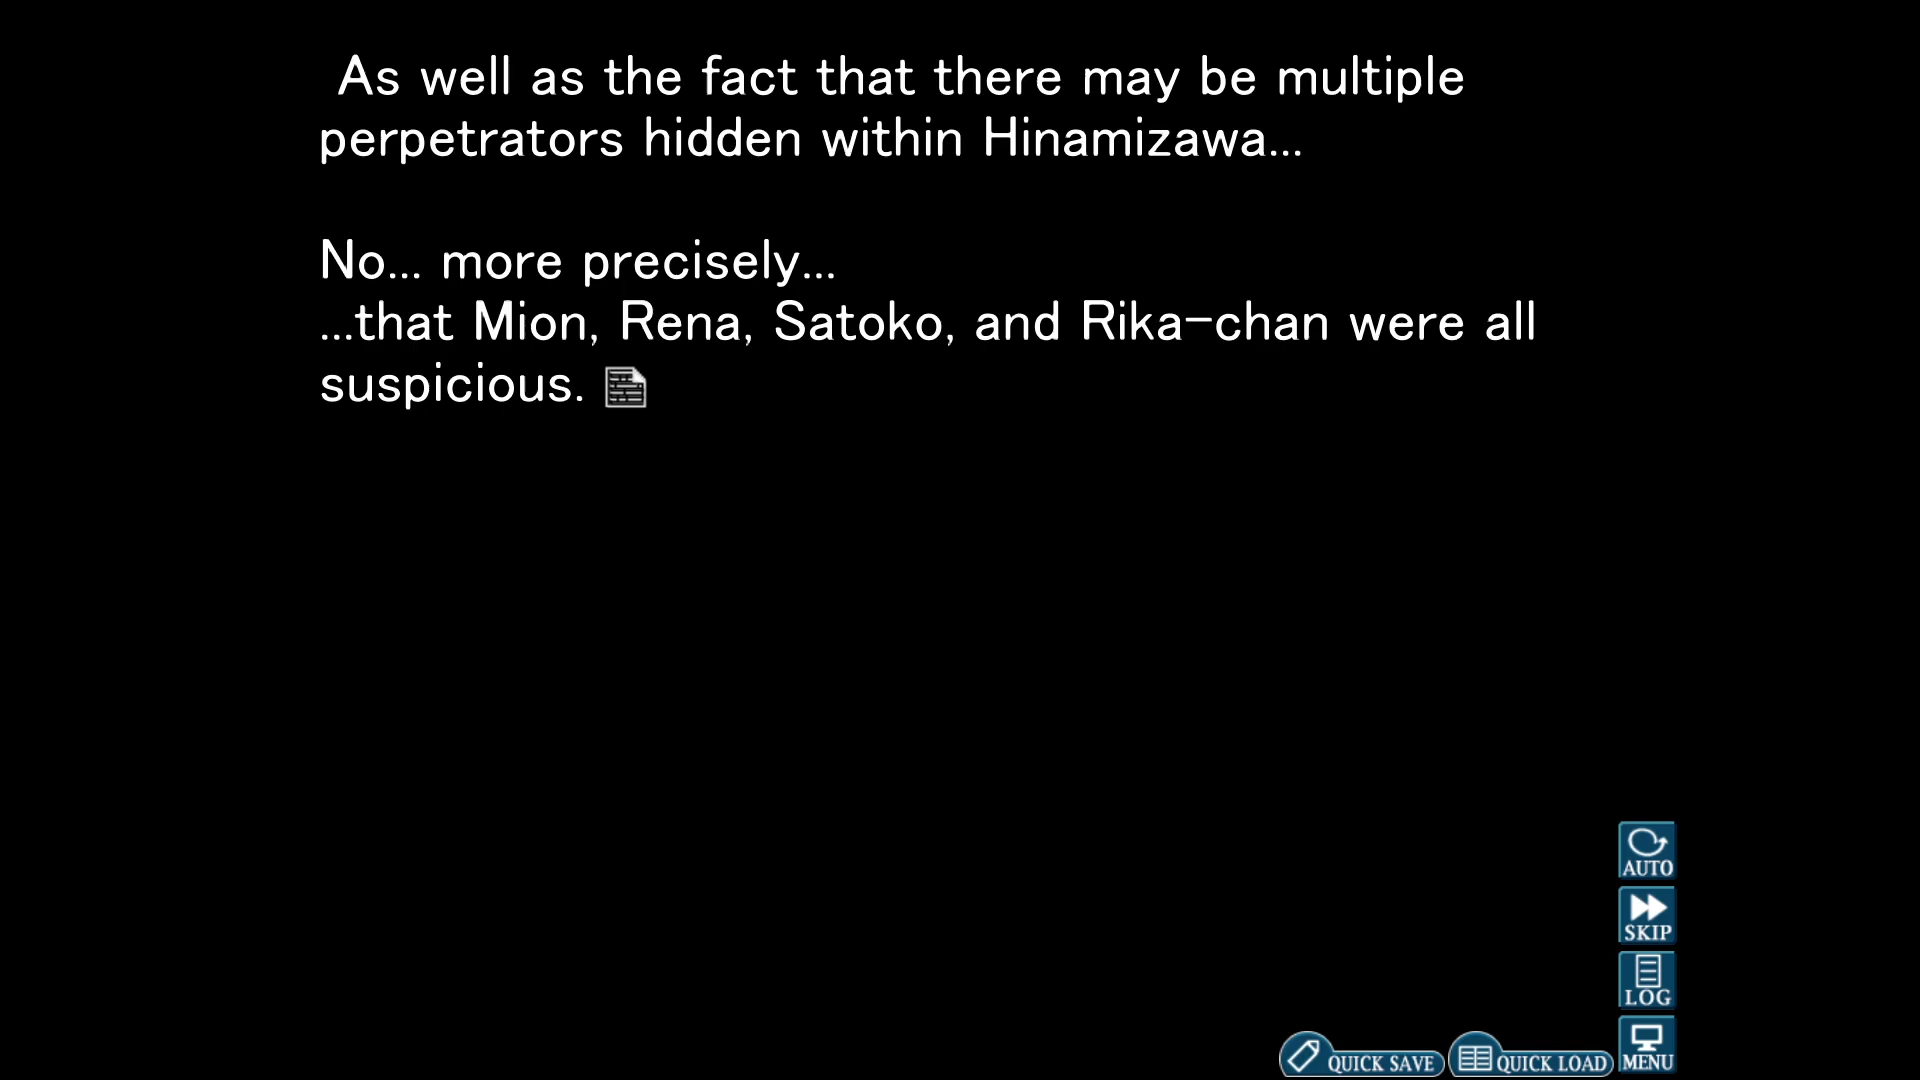 As well as the fact that there may be multiple
perpetrators hidden within Hinamizawa...
No... more precisely...
...that Mion, Rena, Satoko, and Rika-chan were all
suspicious.
AUTO
SKIP
LOG
MENU
QUICK SAVE
QUICK LOAD